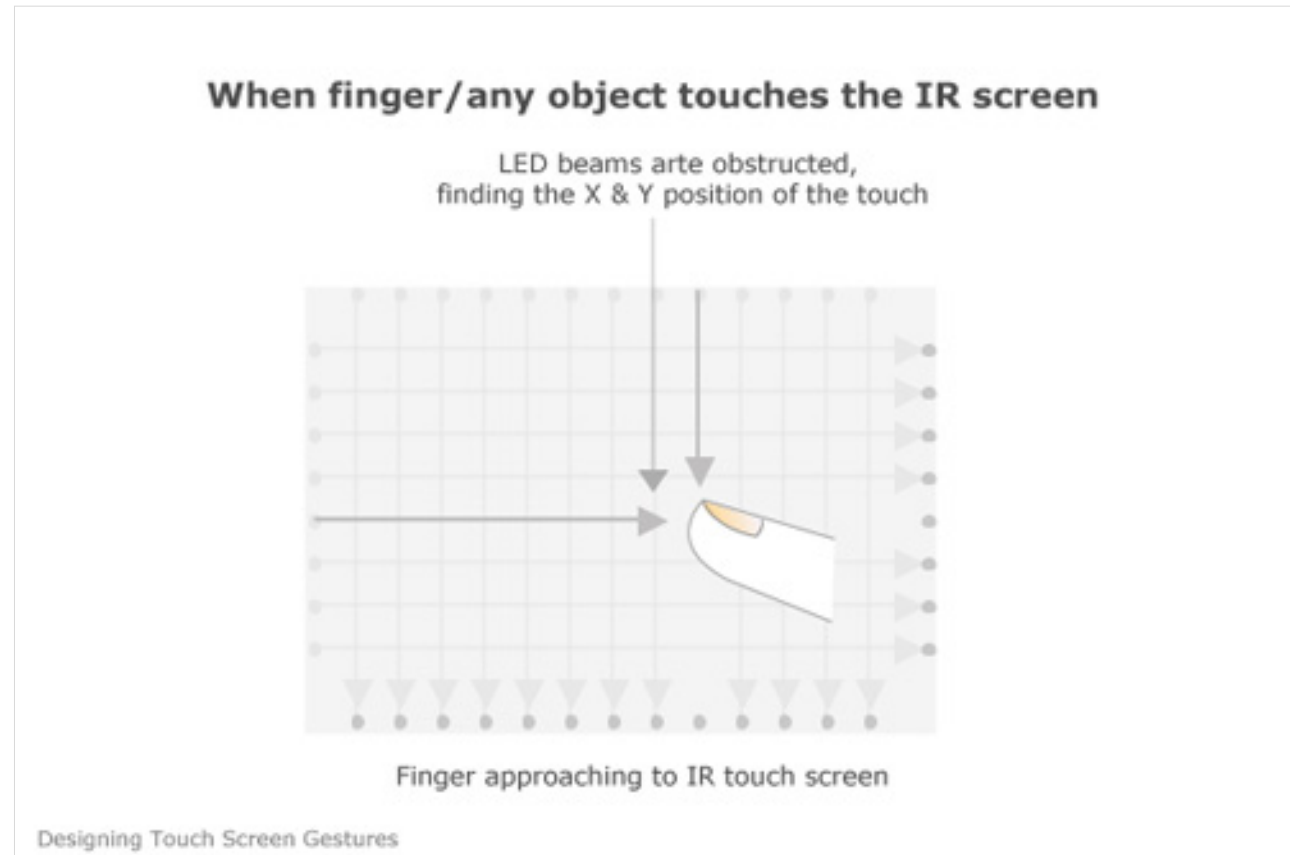 When finger/any object touches the IR screen
LED beams arte obstructed,
finding the X & Y position of the touch
Finger approaching to IR touch screen
Designing Touch Screen Gestures